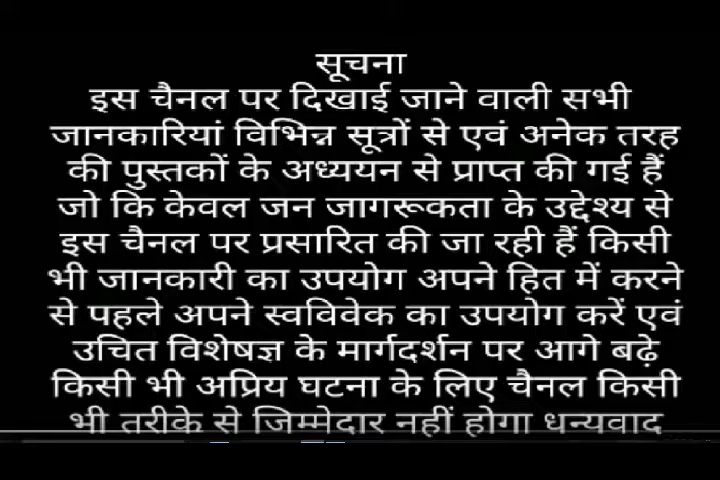 सूचना
इस चैनल पर दिखाई जाने वाली सभी
जानकारियां विभिन्न सूत्रों से एवं अनेक तरह
की पुस्तकों के अध्ययन से प्राप्त की गई हैं
जो कि केवल जन जागरूकता के उद्देश्य से
इस चैनल पर प्रसारित की जा रही हैं किसी
भी जानकारी का उपयोग अपने हित में करने
से पहले अपने स्वविवेक का उपयोग करें एवं
उचित विशेषज्ञ के मार्गदर्शन पर आगे बढ़े
किसी भी अप्रिय घटना के लिए चैनल किसी
भी तरीके से जिम्मेदार नहीं होगा धन्यवाद